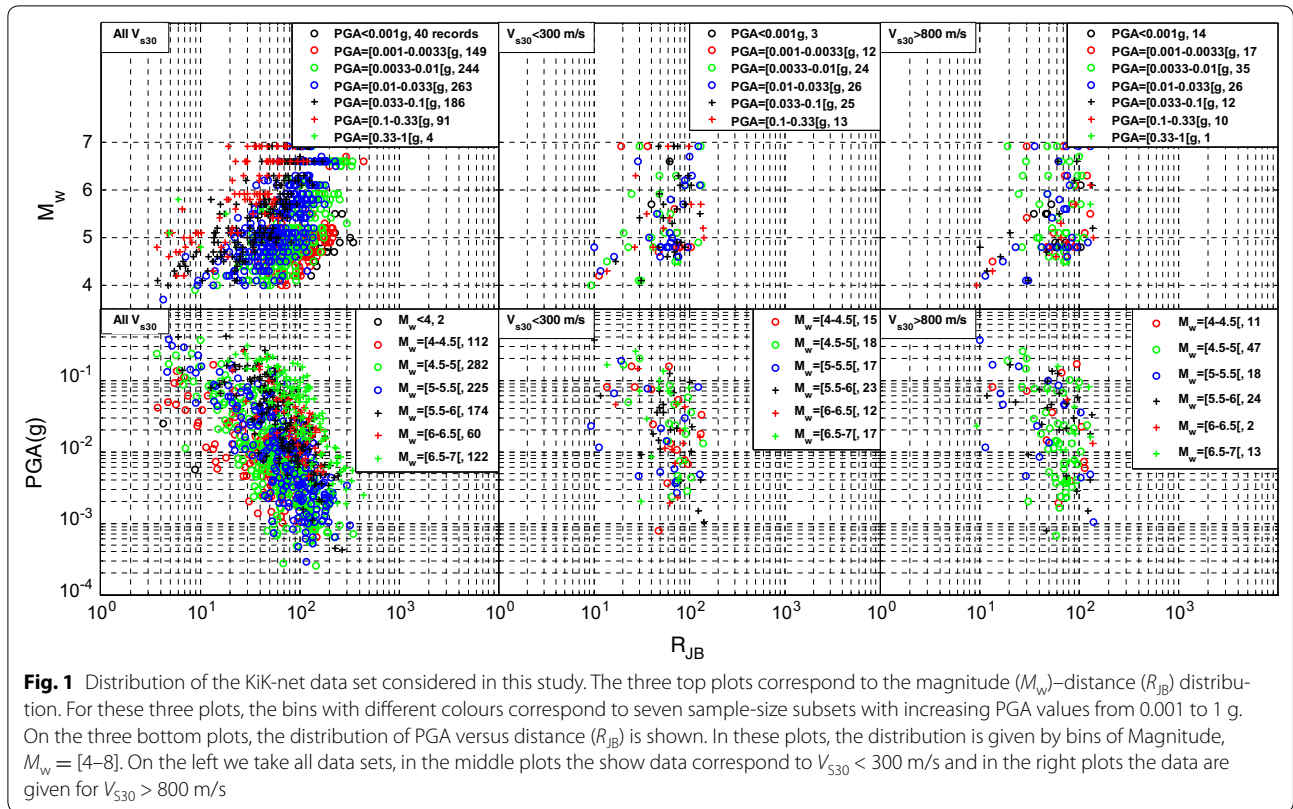 All Vs30
PGA<0.001g, 40 records
PGA=[0.001-0.0033[g, 149
PGA=[0.0033-0.01[g, 244
PGA=[0.01-0.033[g, 263
PGA=[0.033-0.1[g, 186
PGA=[0.1-0.33[g, 91
PGA=[0.33-1[g, 4
Vs30<300 m/s
PGA<0.001g, 3
PGA=[0.001-0.0033[g, 12
PGA=[0.0033-0.01[g, 24
PGA=[0.01-0.033[g, 26
PGA=[0.033-0.1[g, 25
PGA=[0.1-0.33[g, 13
Vs30>800 m/s
PGA<0.001g, 14
PGA=[0.001-0.0033[g, 17
PGA=[0.0033-0.01[g, 35
PGA=[0.01-0.033[g, 26
PGA=[0.033-0.1[g, 12
PGA=[0.1-0.33[g, 10
PGA=[0.33-1[g, 1
7
6
5
4
Mw
All Vs30
Mw<4, 2
Mw=[4-4.5[, 112
Mw=[4.5-5[, 282
Mw=[5-5.5[, 225
Mw=[5.5-6[, 174
Mw=[6-6.5[, 60
Mw=[6.5-7[, 122
Vs30<300 m/s
Mw=[4-4.5[, 15
Mw=[4.5-5[, 18
Mw=[5-5.5[, 17
Mw=[5.5-6[, 23
Mw=[6-6.5[, 12
Mw=[6.5-7[, 17
Vs30>800 m/s
Mw=[4-4.5[, 11
Mw=[4.5-5[, 47
Mw=[5-5.5[, 18
Mw=[5.5-6[, 24
Mw=[6-6.5[, 2
Mw=[6.5-7[, 13
10⁻¹
10⁻²
10⁻³
10⁻⁴
PGA(g)
10⁰ 10¹ 10² 10³ 10⁰ 10¹ 10² 10³ 10⁰ 10¹ 10² 10³
RJB
Fig. 1 Distribution of the KiK-net data set considered in this study. The three top plots correspond to the magnitude (Mw)–distance (RJB) distribu-
tion. For these three plots, the bins with different colours correspond to seven sample-size subsets with increasing PGA values from 0.001 to 1 g.
On the three bottom plots, the distribution of PGA versus distance (RJB) is shown. In these plots, the distribution is given by bins of Magnitude,
Mw = [4–8]. On the left we take all data sets, in the middle plots the show data correspond to VS30 < 300 m/s and in the right plots the data are
given for VS30 > 800 m/s